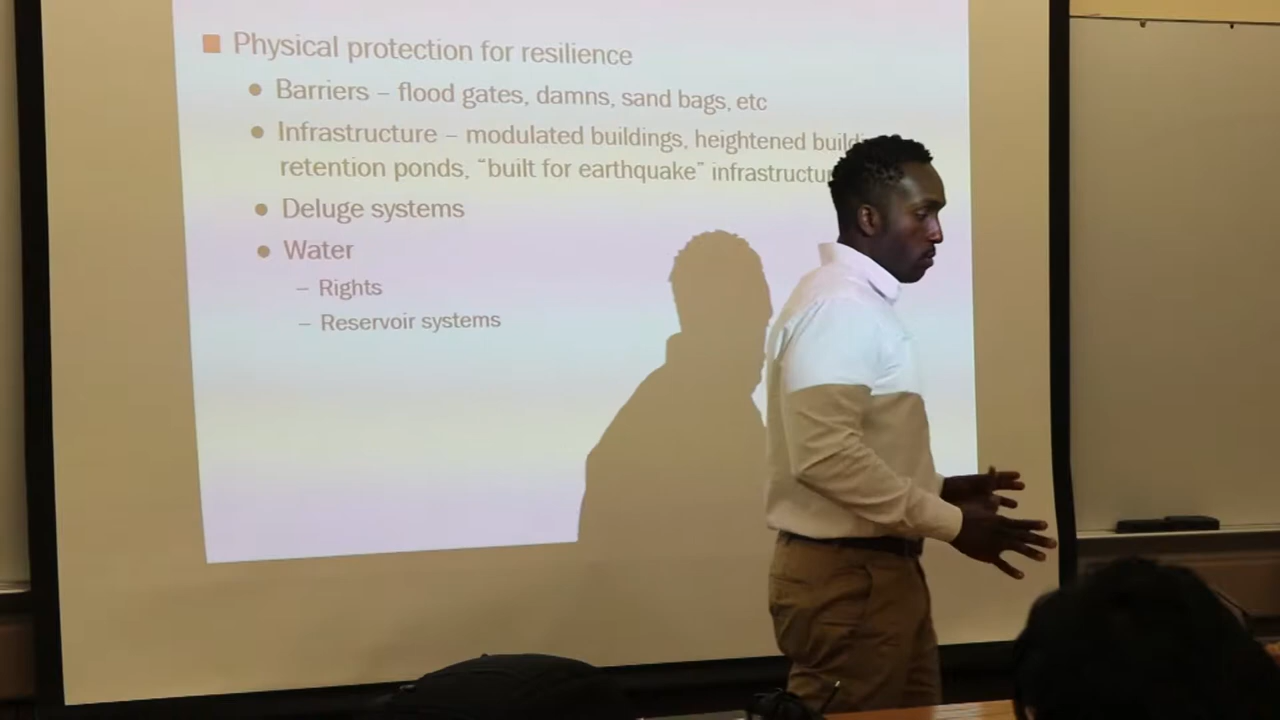 Physical protection for resilience
Barriers – flood gates, damns, sand bags, etc
Infrastructure – modulated buildings, heightened
retention ponds, “built for earthquake”
Deluge systems
Water
– Rights
– Reservoir systems